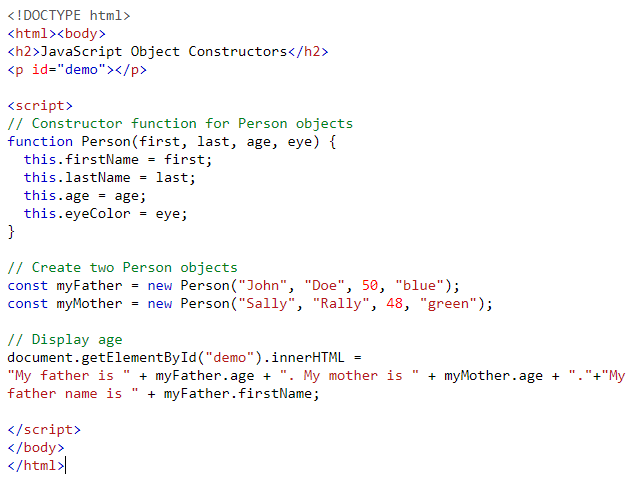 <!DOCTYPE html>
<html><body>
<h2>JavaScript Object Constructors</h2>
<p id="demo"></p>

<script>
// Constructor function for Person objects
function Person(first, last, age, eye) {
  this.firstName = first;
  this.lastName = last;
  this.age = age;
  this.eyeColor = eye;
}

// Create two Person objects
const myFather = new Person("John", "Doe", 50, "blue");
const myMother = new Person("Sally", "Rally", 48, "green");

// Display age
document.getElementById("demo").innerHTML =
"My father is " + myFather.age + ". My mother is " + myMother.age + "."+"My
father name is " + myFather.firstName;

</script>
</body>
</html>